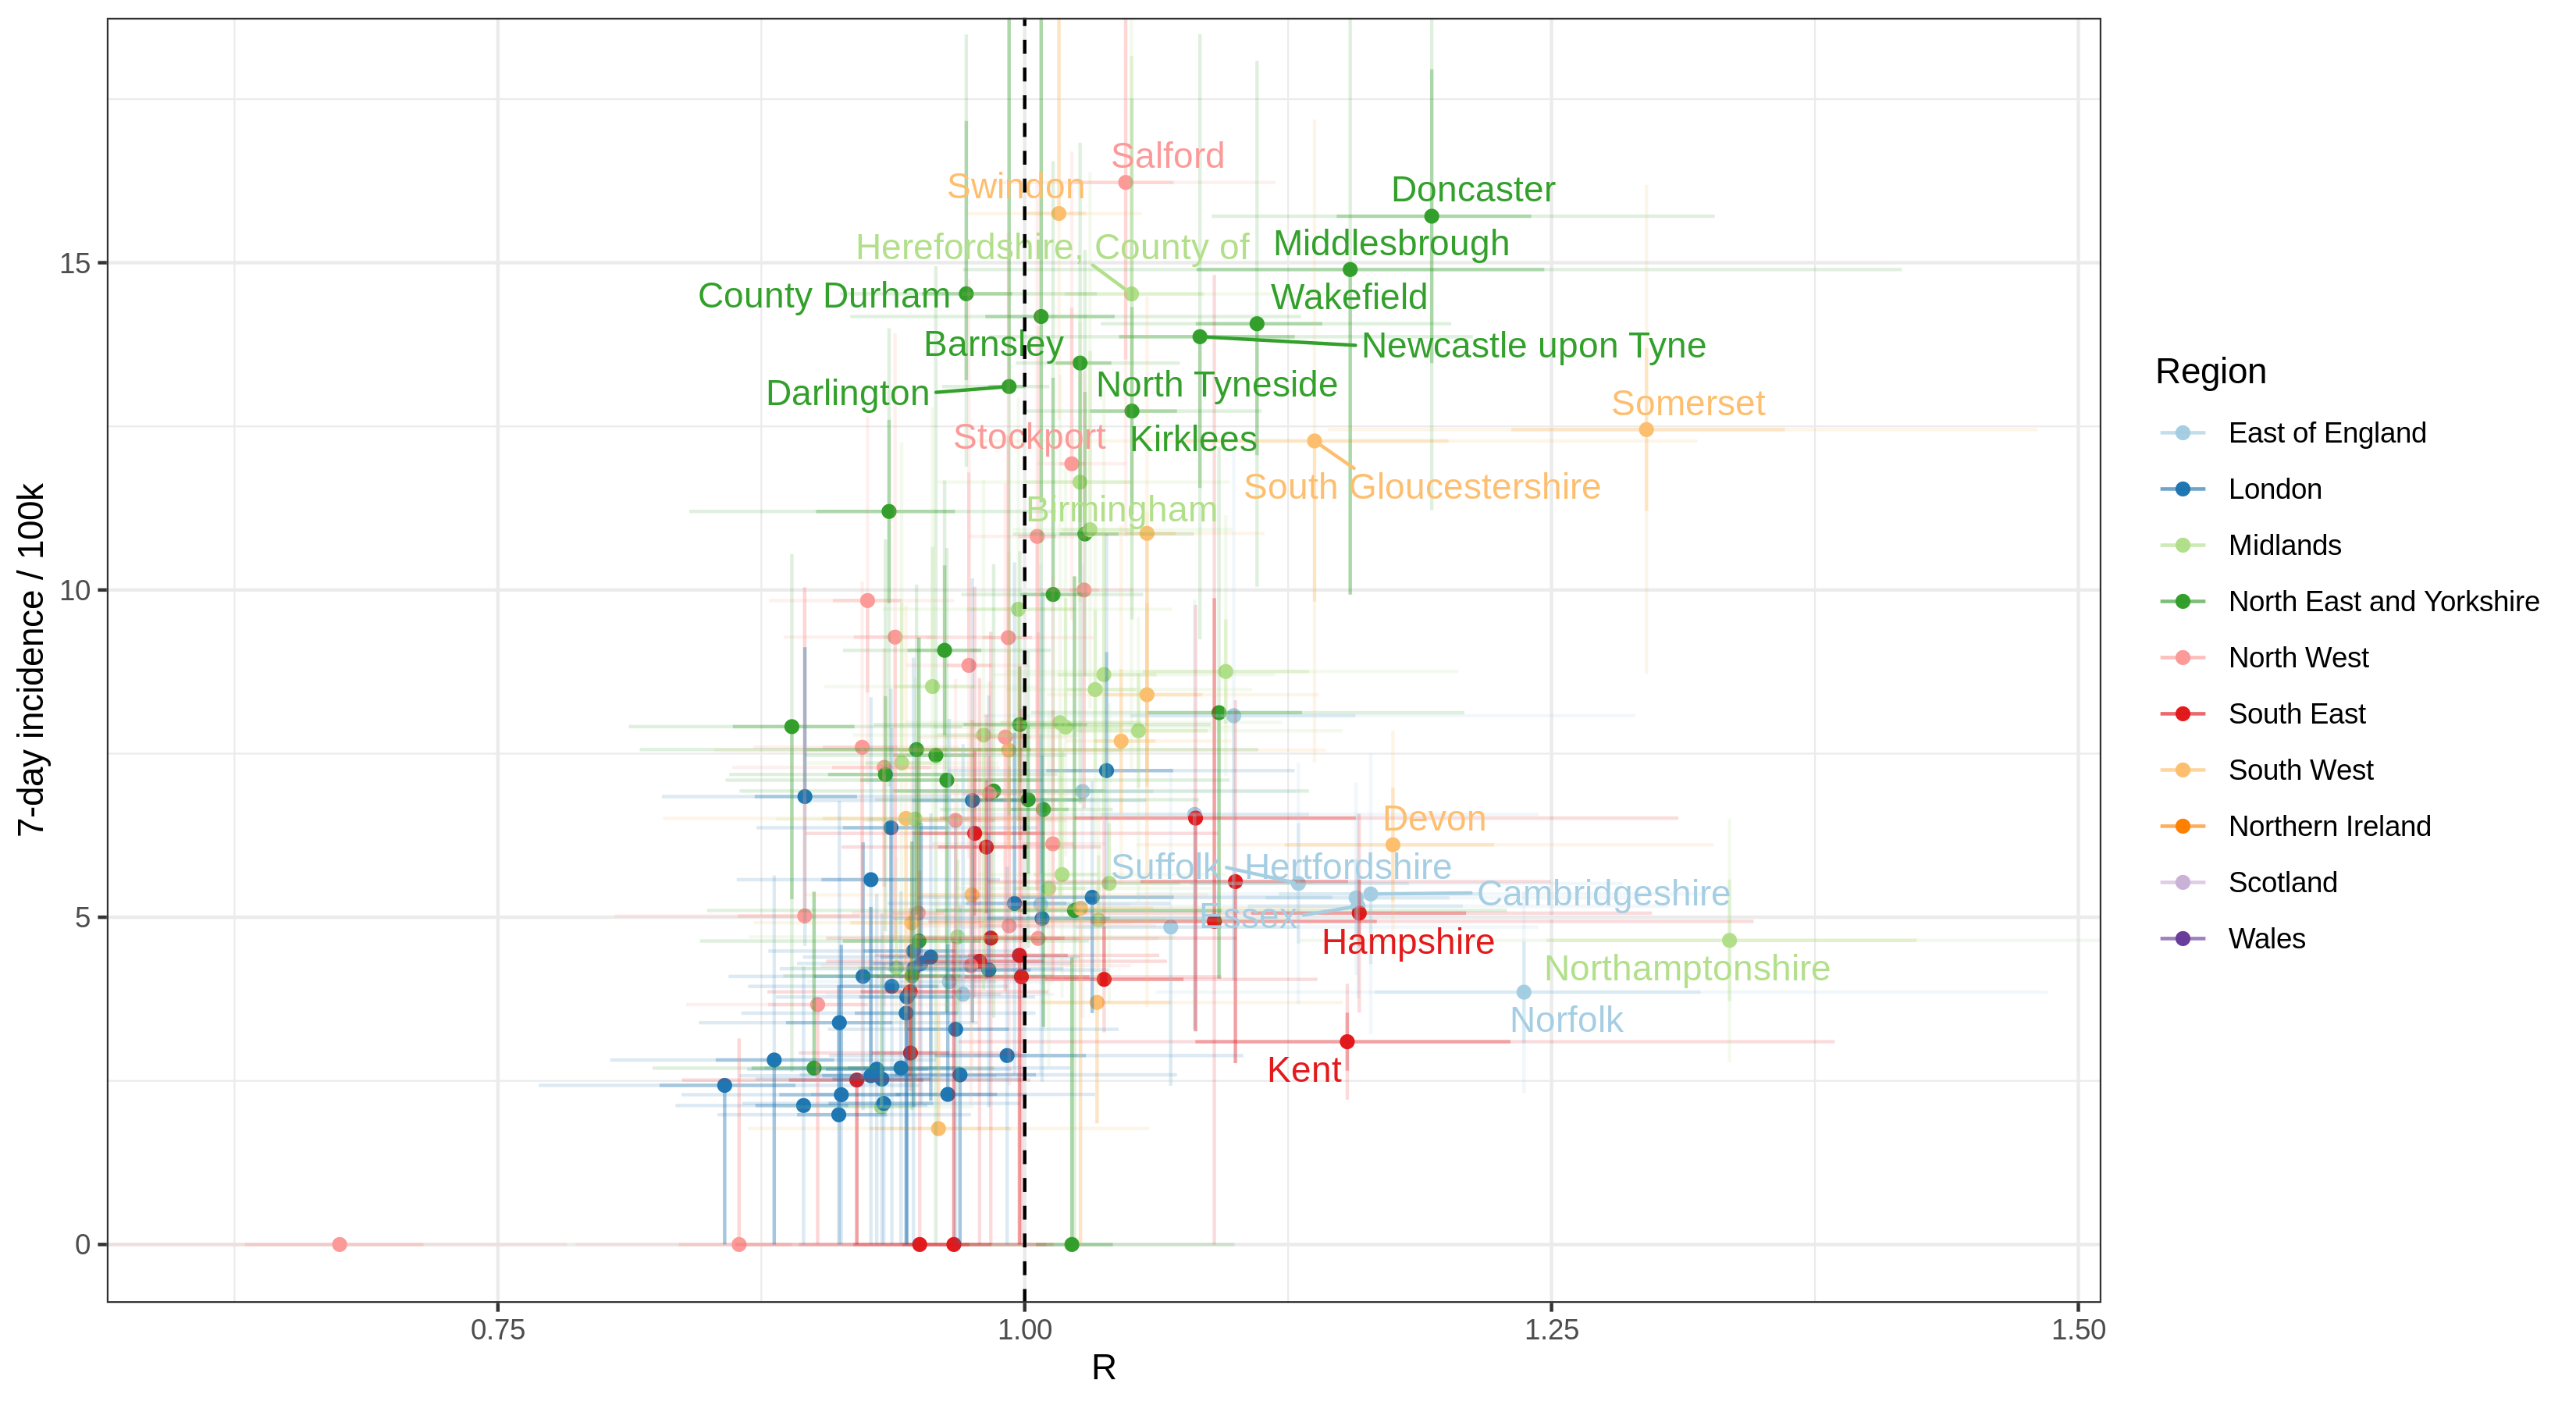 Salford
Swindon
Doncaster
Herefordshire, County of
Middlesbrough
15
County Durham
Wakefield
Barnsley
Newcastle upon Tyne
Darlington
North Tyneside
Somerset
Stockport
Kirklees
South Gloucestershire
Birmingham
10
Devon
Suffolk
Hertfordshire
Cambridgeshire
Essex
5
Hampshire
Northamptonshire
Norfolk
Kent
0
0.75
1.00
1.25
1.50
R
7-day incidence / 100k
Region
East of England
London
Midlands
North East and Yorkshire
North West
South East
South West
Northern Ireland
Scotland
Wales